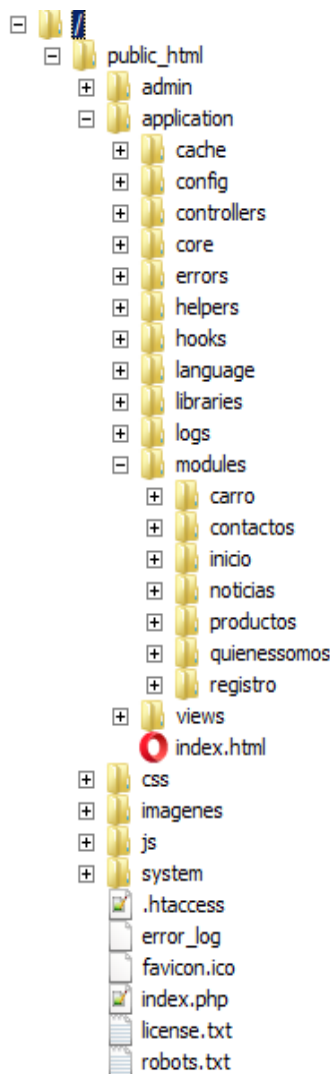 /
public_html
admin
application
cache
config
controllers
core
errors
helpers
hooks
language
libraries
logs
modules
carro
contactos
inicio
noticias
productos
quienessomos
registro
views
index.html
css
imagenes
js
system
.htaccess
error_log
favicon.ico
index.php
license.txt
robots.txt